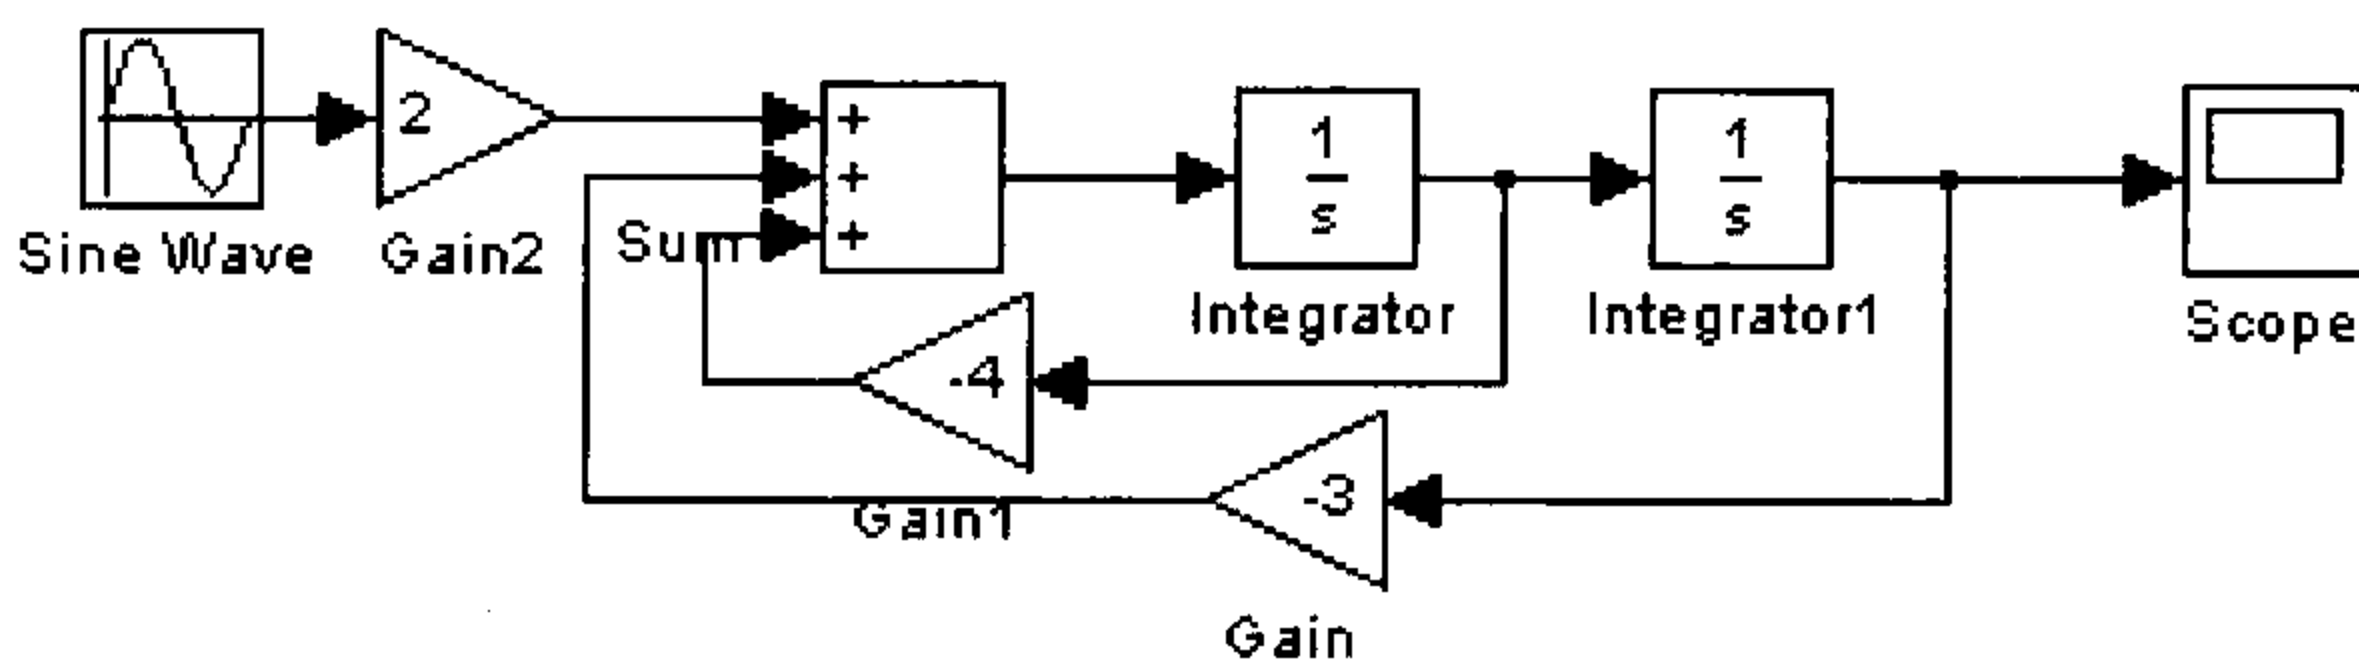 2
+
+
+
1
s
1
s
Sine Wave
Gain2
Sum
Integrator
Integrator1
Scope
-4
-3
Gain1
Gain